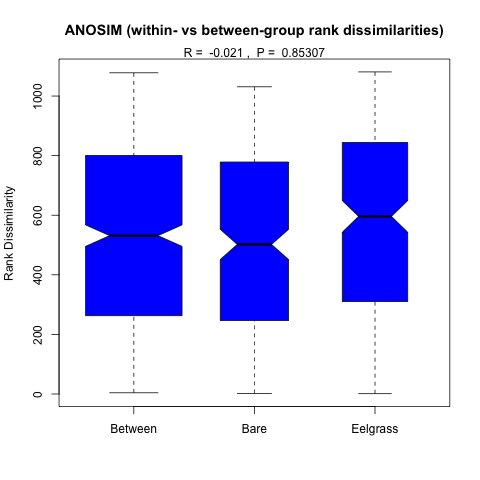 ANOSIM (within- vs between-group rank dissimilarities)
R =  -0.021 ,  P =  0.85307
Rank Dissimilarity
1000
800
600
400
200
0
Between
Bare
Eelgrass